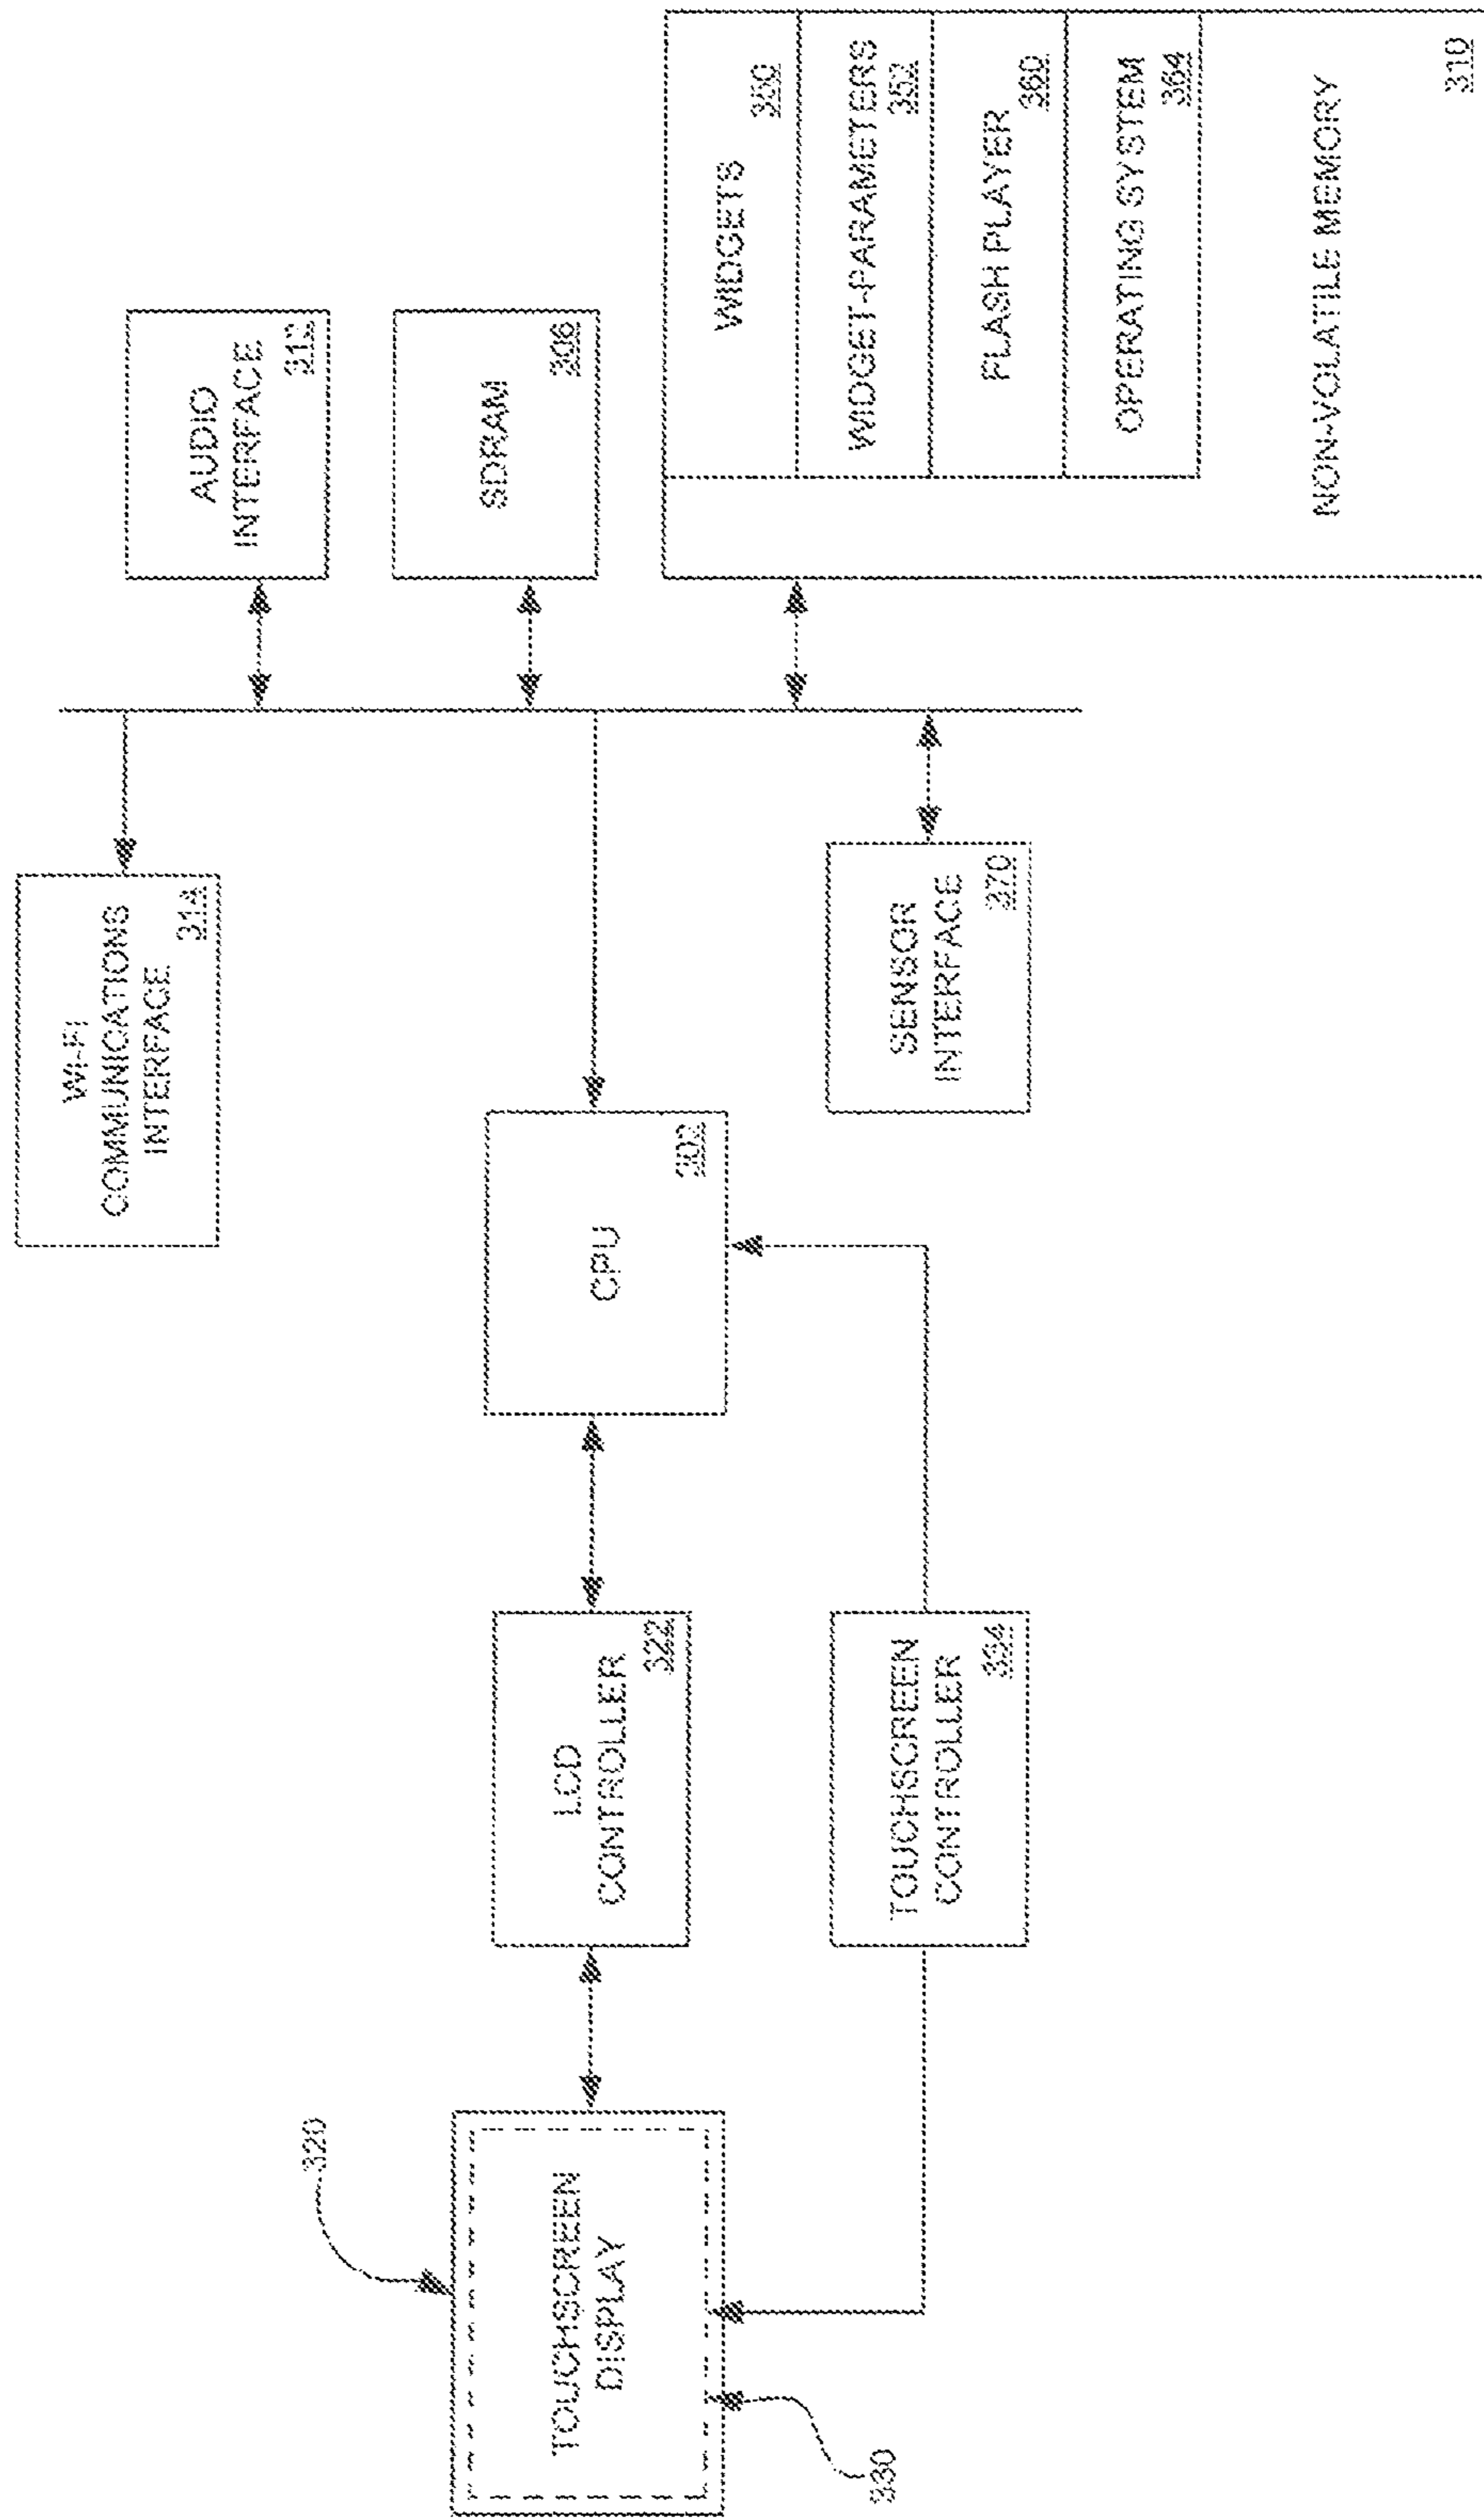 WI-FI
COMMUNICATIONS
INTERFACE
314
AUDIO
INTERFACE
312
320
TOUCHSCREEN
DISPLAY
330
LCD
CONTROLLER
322
CPU
302
SDRAM
306
TOUCHSCREEN
CONTROLLER
334
SENSOR
INTERFACE
370
WIDGETS
350
WIDGET-PARAMETERS
352
FLASH PLAYER
360
OPERATING SYSTEM
364
NON-VOLATILE MEMORY
310